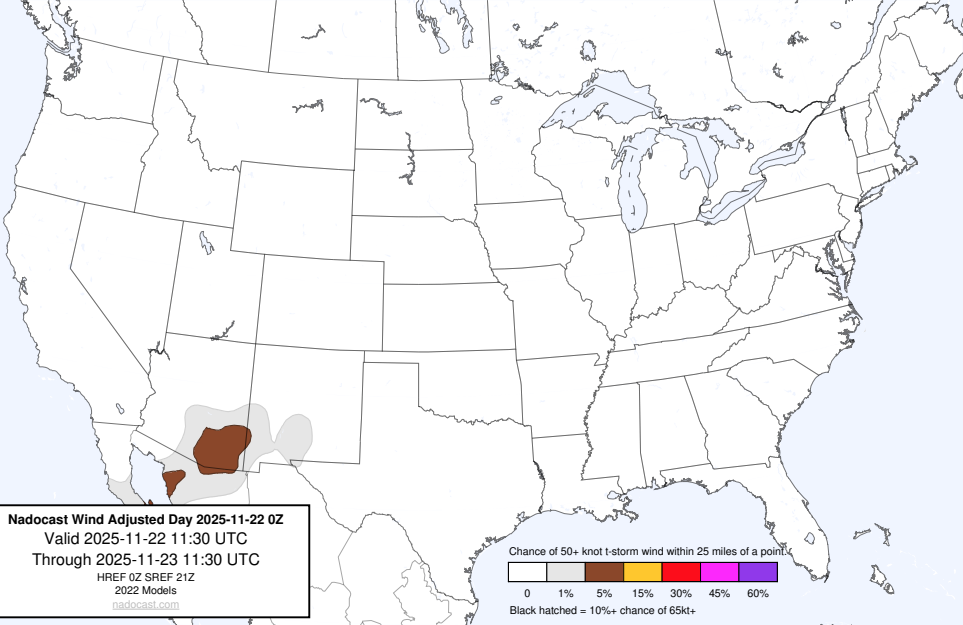 Nadocast Wind Adjusted Day 2025-11-22 0Z
Valid 2025-11-22 11:30 UTC
Through 2025-11-23 11:30 UTC
HREF 0Z SREF 21Z
2022 Models
nadocast.com
Chance of 50+ knot t-storm wind within 25 miles of a point.
0 1% 5% 15% 30% 45% 60%
Black hatched = 10%+ chance of 65kt+